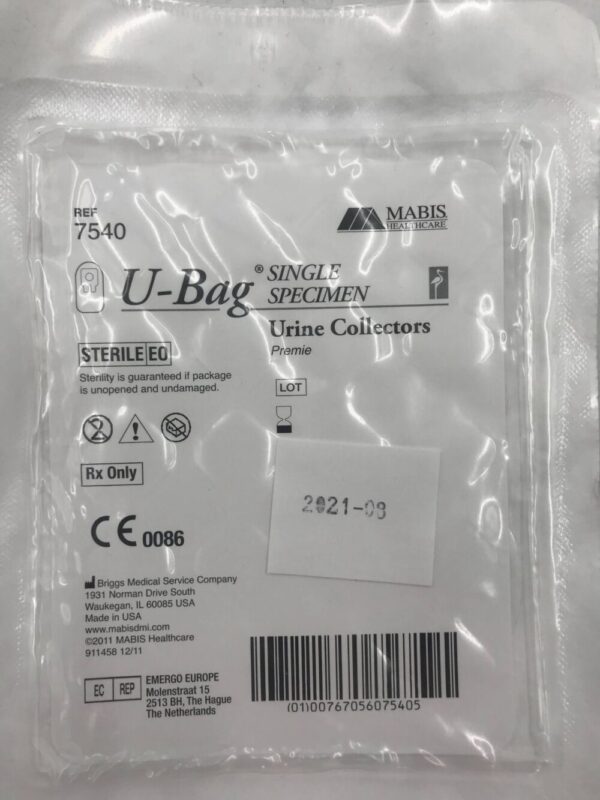 REF
7540
MABIS
HEALTHCARE
U-Bag® SINGLE
SPECIMEN
Urine Collectors
Premie
STERILE EO
Sterility is guaranteed if package
is unopened and undamaged.
LOT
2
Rx Only
2021-08
CE 0086
Briggs Medical Service Company
1931 Norman Drive South
Waukegan, IL 60085 USA
Made in USA
www.mabisdmi.com
©2011 MABIS Healthcare
911458 12/11
EC REP
EMERGO EUROPE
Molenstraat 15
2513 BH, The Hague
The Netherlands
(01)00767056075405